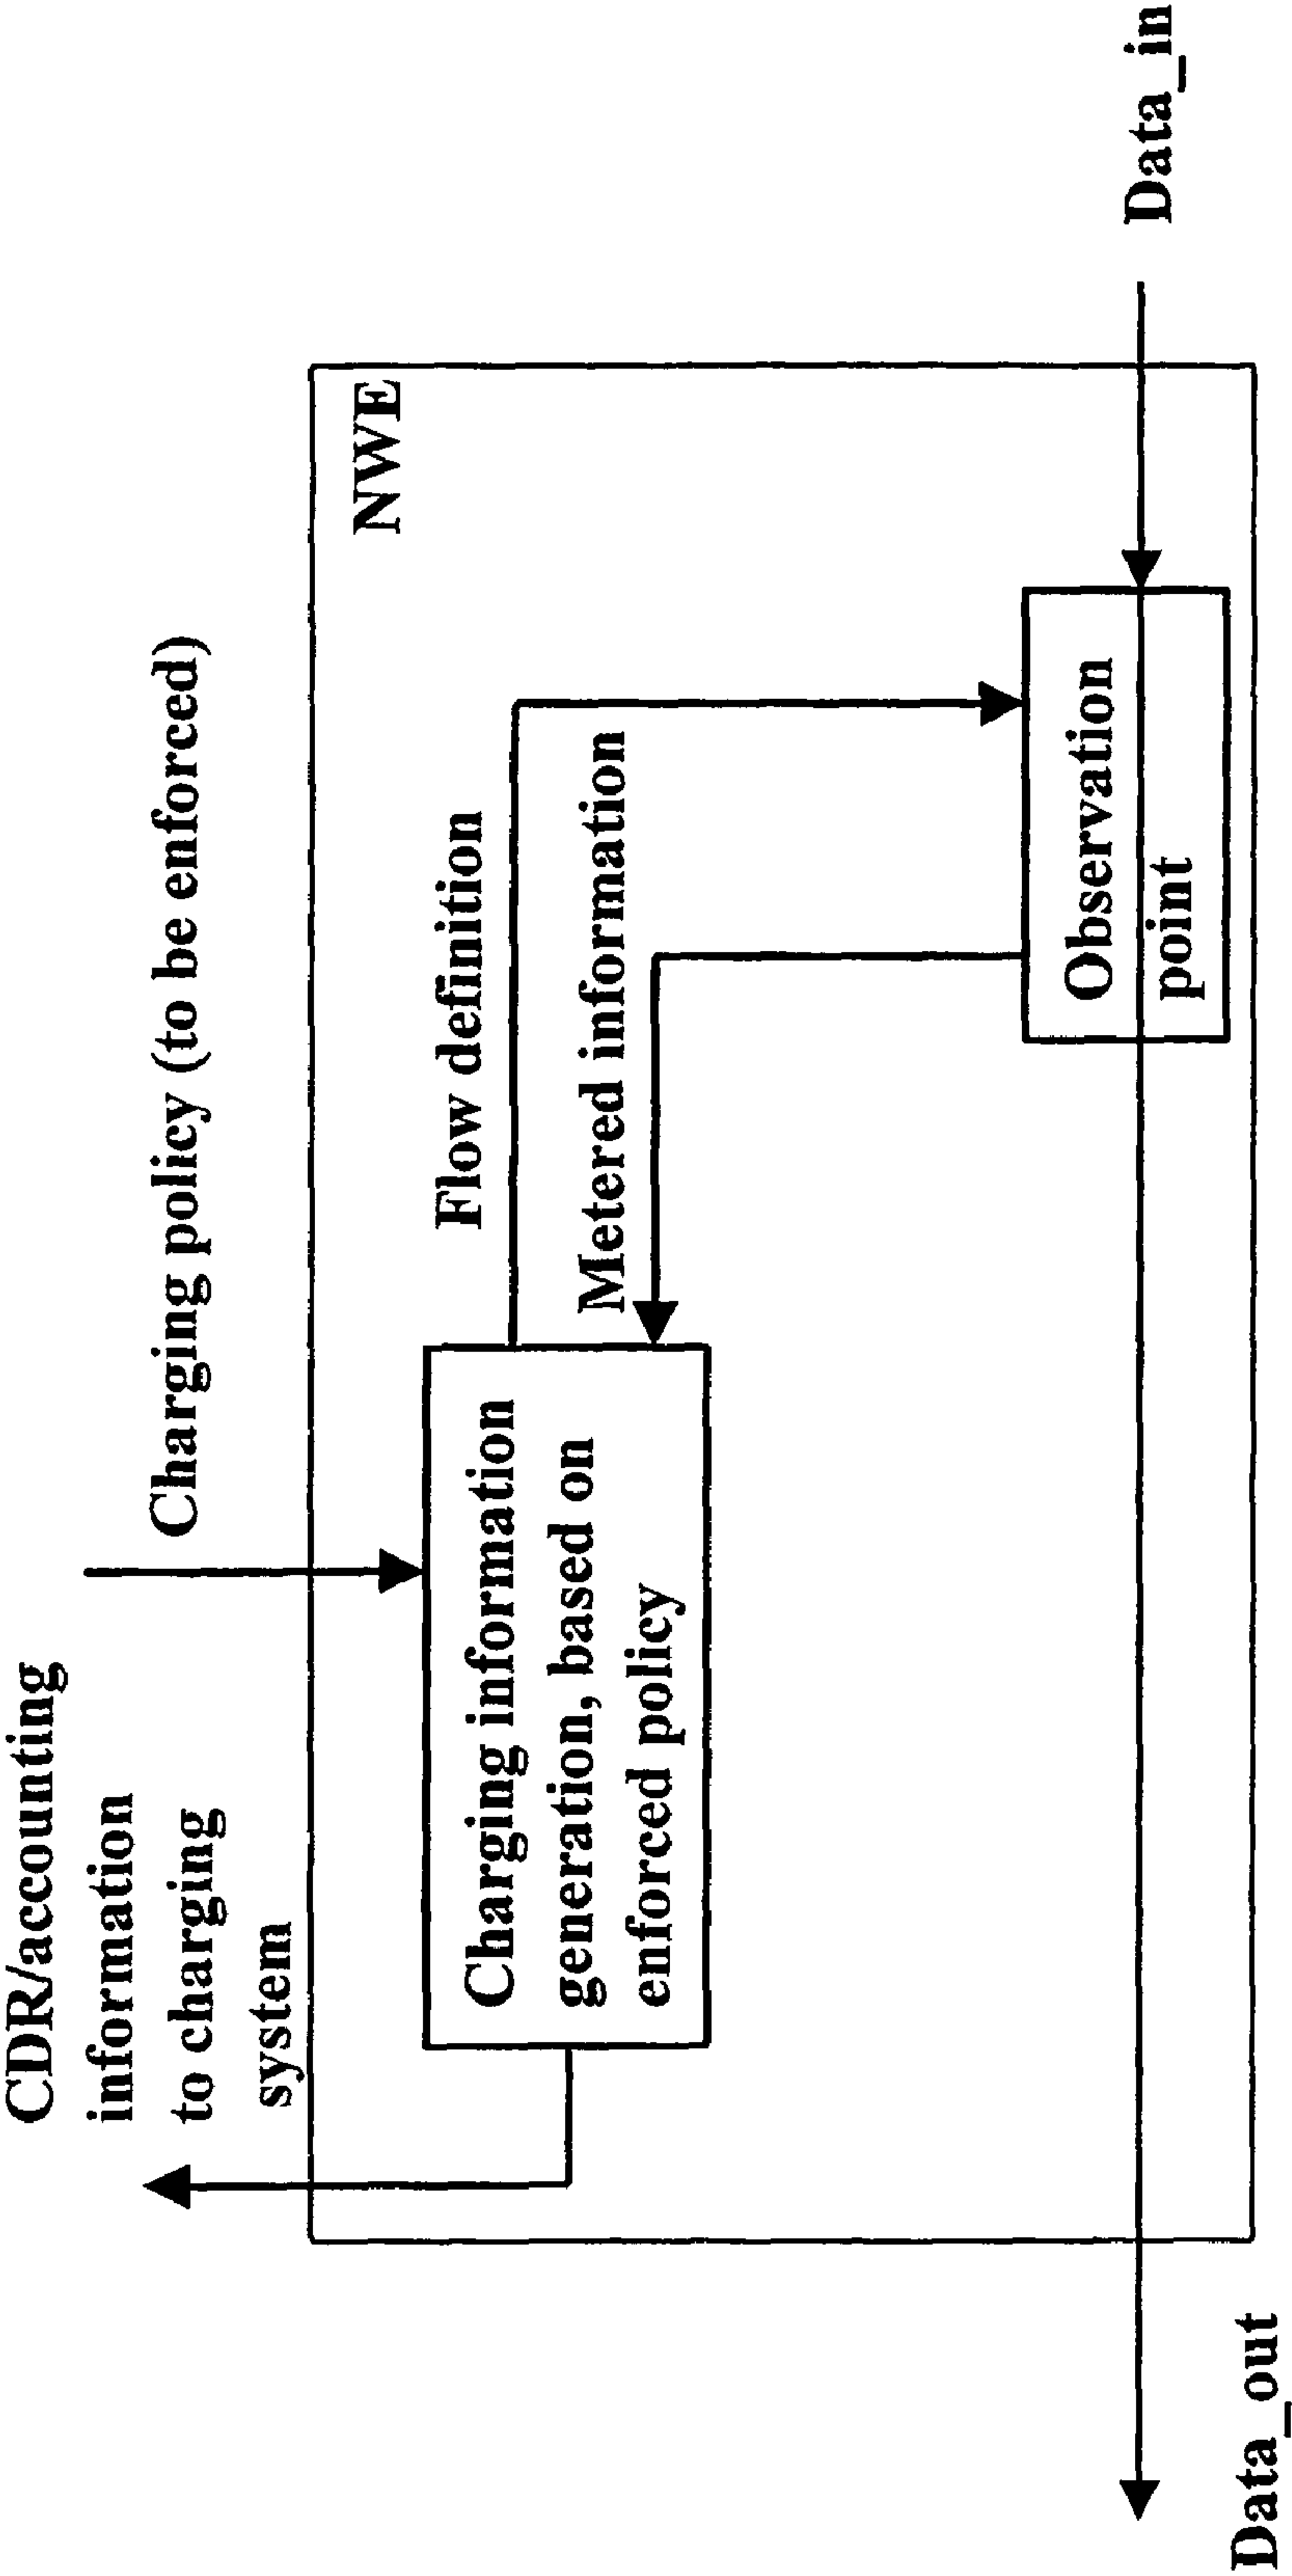 CDR/accounting
information
to charging
system
Charging policy (to be enforced)
NWE
Charging information
generation, based on
enforced policy
Flow definition
Metered information
Observation
point
Data_in
Data_out